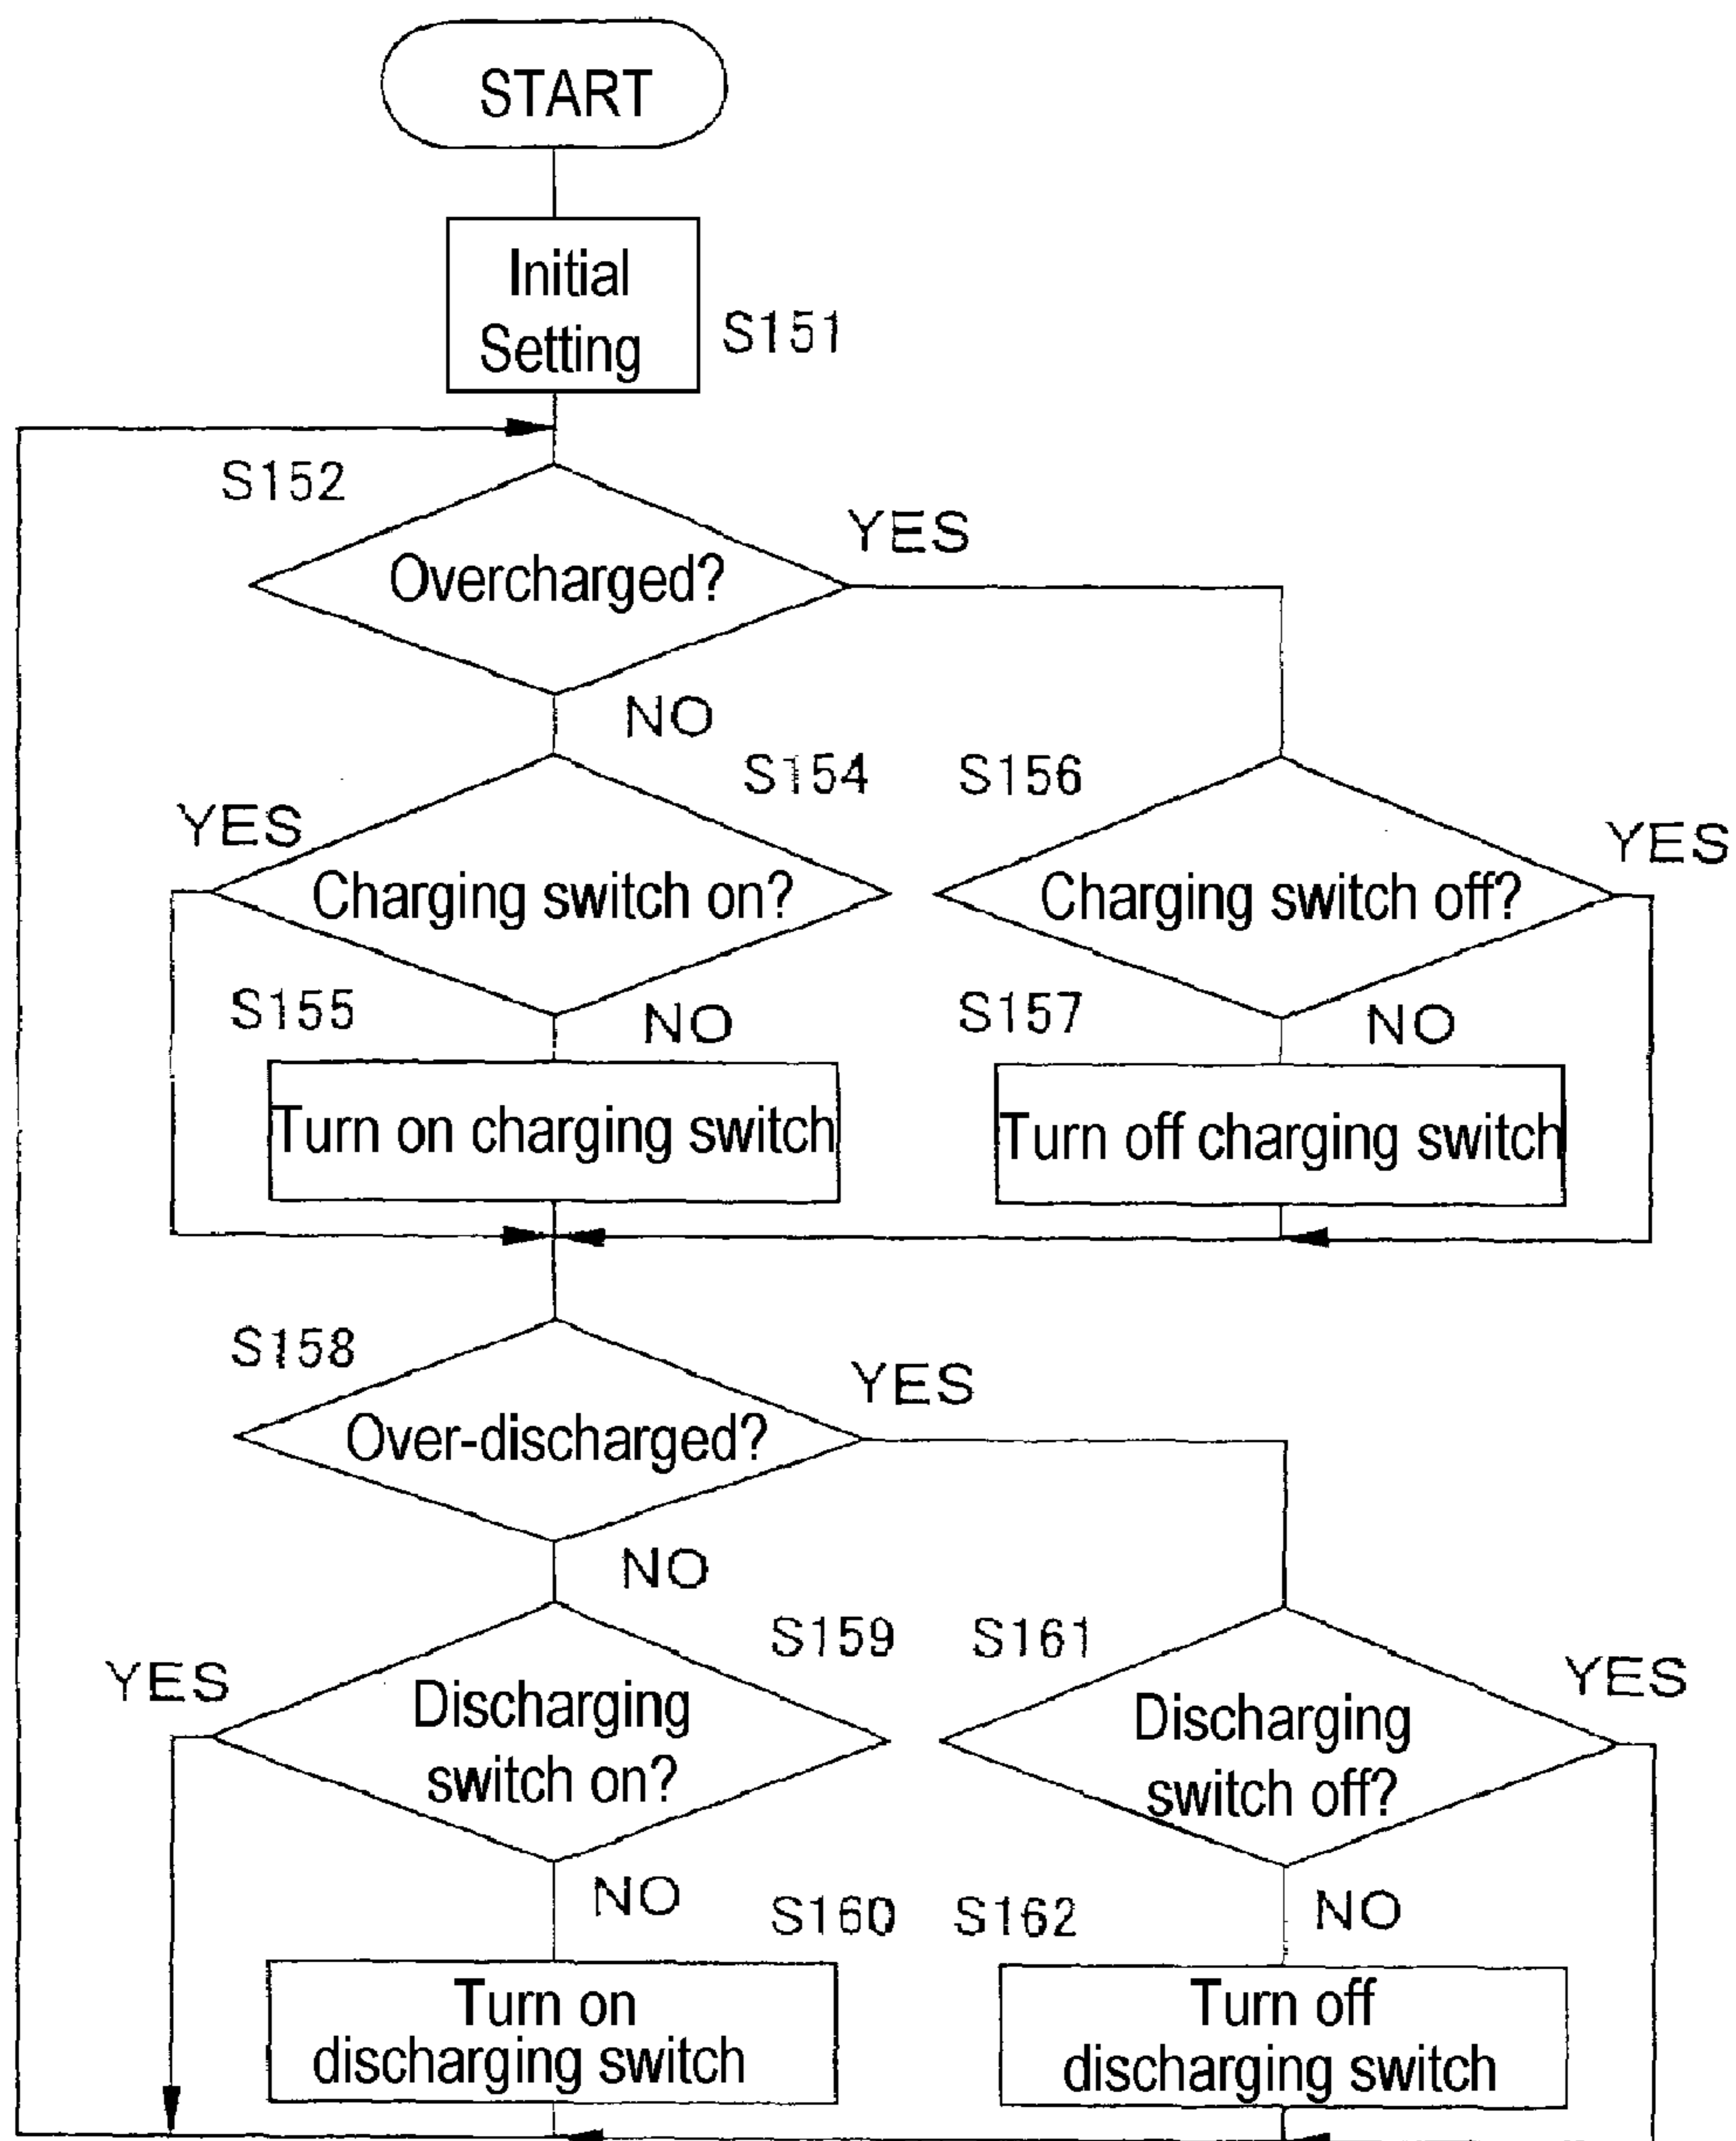 START
Initial
Setting
S151
S152
YES
Overcharged?
NO
S154
S156
YES
YES
Charging switch on?
Charging switch off?
S155
NO
S157
NO
Turn on charging switch
Turn off charging switch
S158
YES
Over-discharged?
NO
S159
S161
YES
YES
Discharging
switch on?
Discharging
switch off?
NO
S160
S162
NO
Turn on
discharging switch
Turn off
discharging switch